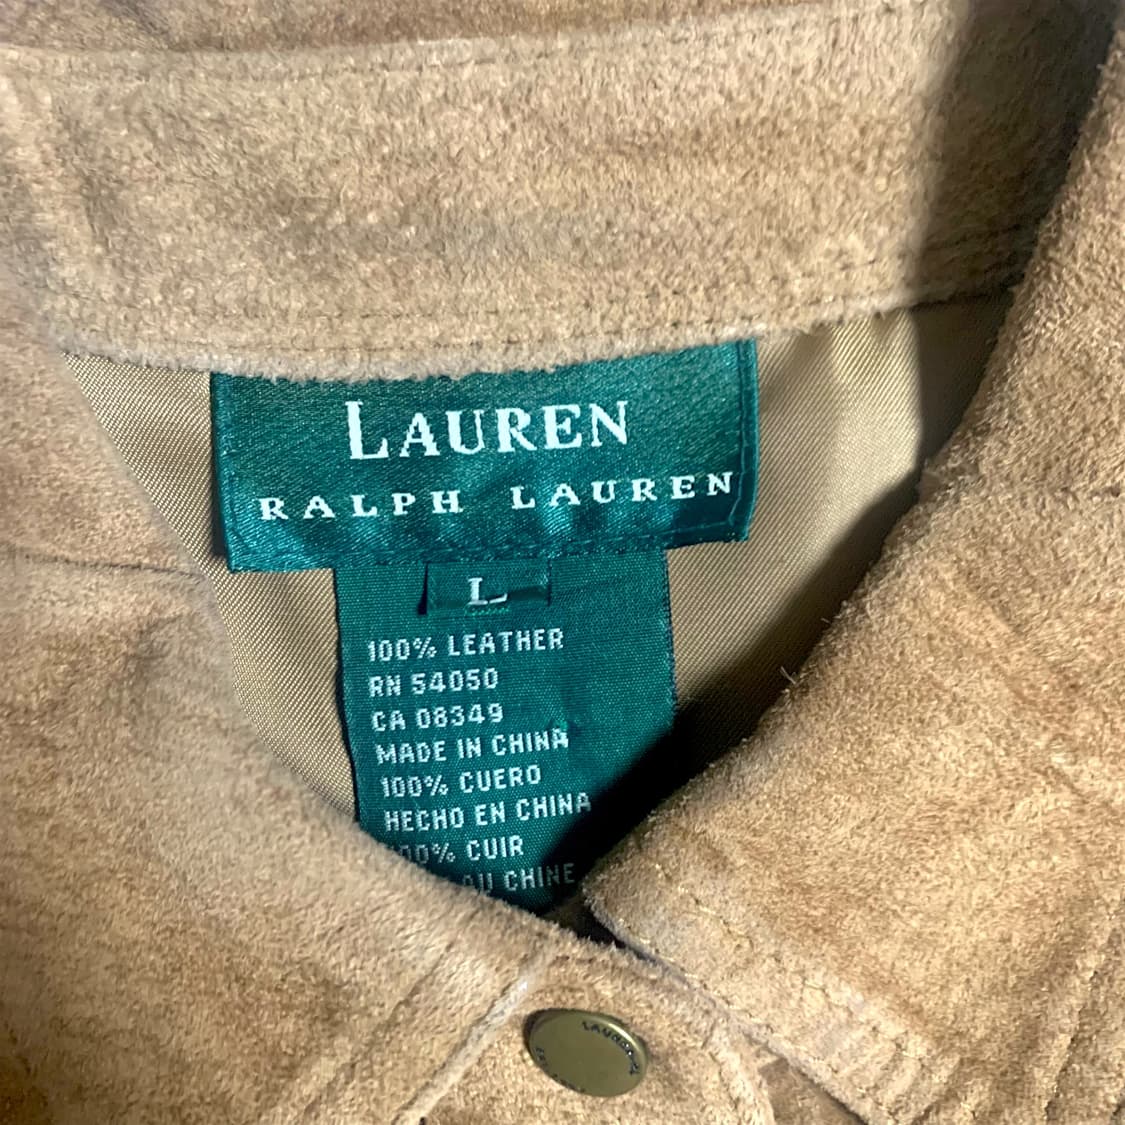 LAUREN
RALPH LAUREN
L
100% LEATHER
RN 54050
CA 08349
MADE IN CHINA
100% CUERO
HECHO EN CHINA
00% CUIR
AU CHINE